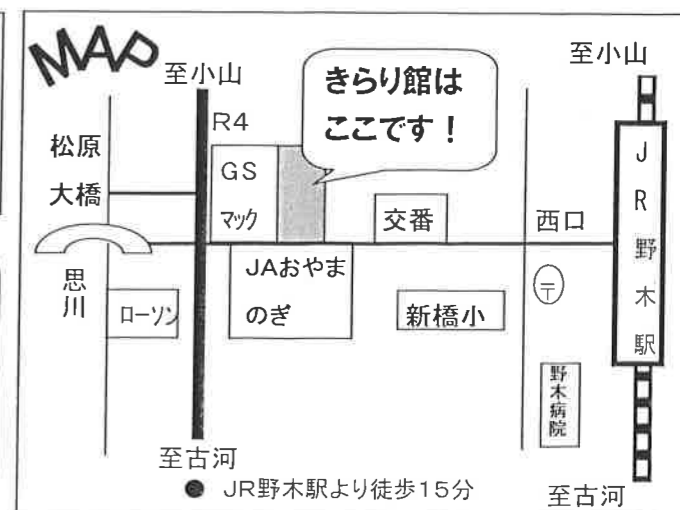 MAP
至小山
至小山
きらり館は
ここです!
R4
松原
大橋
GS
マック
交番
西口
JR野木駅
思川
ローソン
JAおやま
のぎ
新橋小
〒
野木病院
至古河
至古河
● JR野木駅より徒歩15分